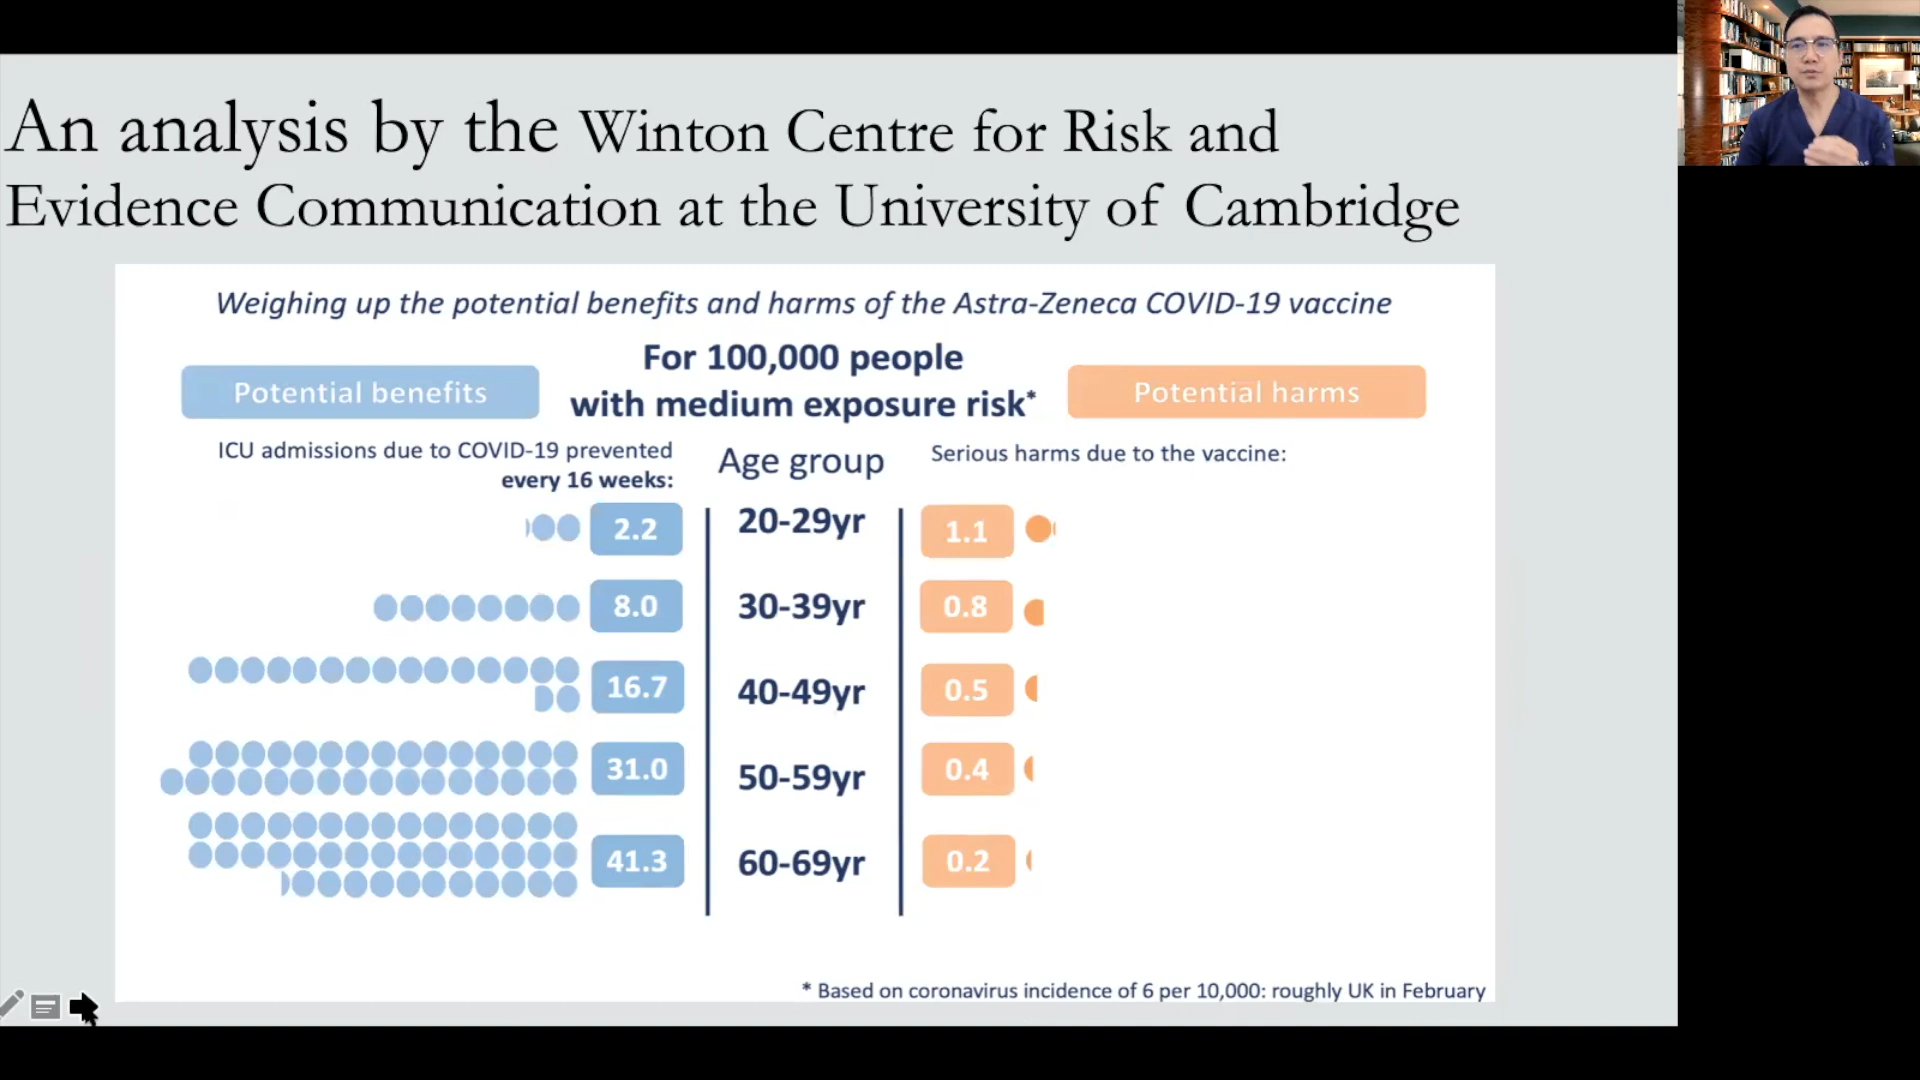 An analysis by the Winton Centre for Risk and
Evidence Communication at the University of Cambridge
Weighing up the potential benefits and harms of the Astra-Zeneca COVID-19 vaccine
For 100,000 people
with medium exposure risk*
Potential benefits
Potential harms
ICU admissions due to COVID-19 prevented
every 16 weeks:
Age group
Serious harms due to the vaccine:
2.2 20-29yr 1.1
8.0 30-39yr 0.8
16.7 40-49yr 0.5
31.0 50-59yr 0.4
41.3 60-69yr 0.2
* Based on coronavirus incidence of 6 per 10,000: roughly UK in February